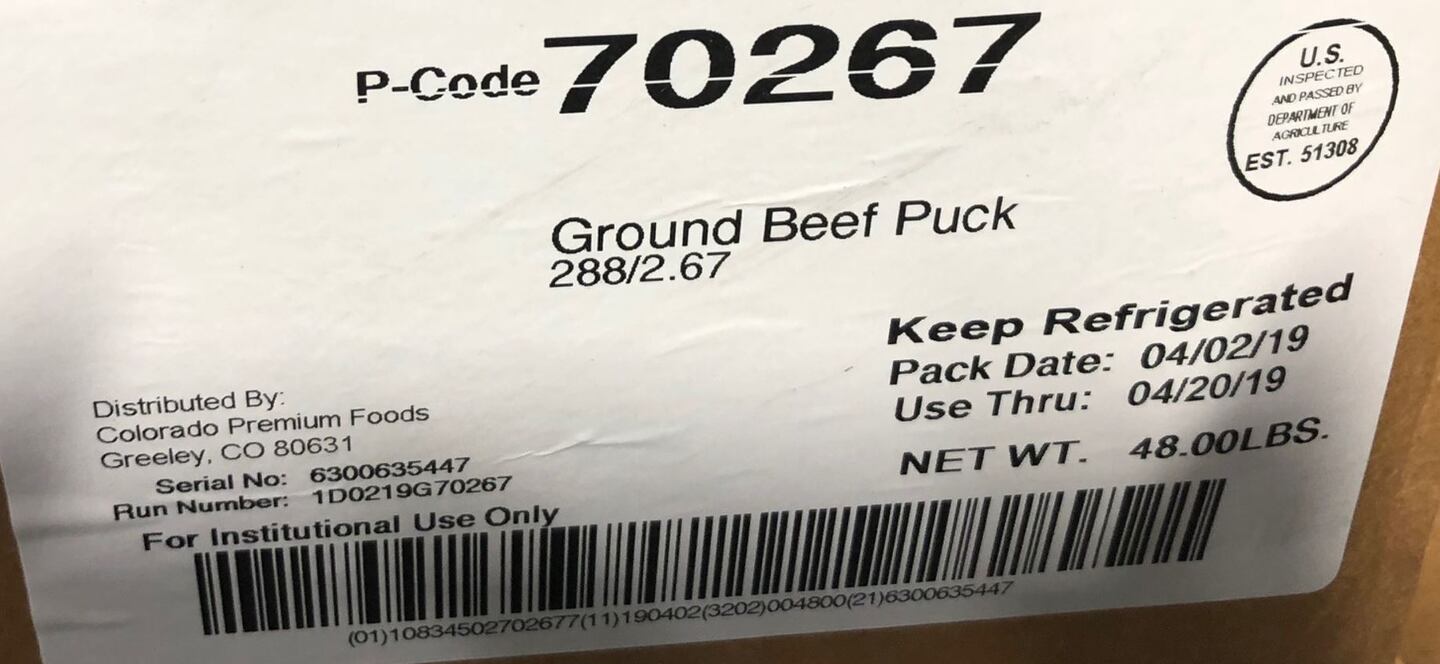 P-Code 70267
U.S.
INSPECTED
AND PASSED BY
DEPARTMENT OF
AGRICULTURE
EST. 51308
Ground Beef Puck
288/2.67
Keep Refrigerated
Pack Date: 04/02/19
Use Thru: 04/20/19
NET WT. 48.00LBS.
Distributed By:
Colorado Premium Foods
Greeley, CO 80631
Serial No: 6300635447
Run Number: 1D0219G70267
For Institutional Use Only
(01)10834502702677(11)190402(3202)004800(21)6300635447